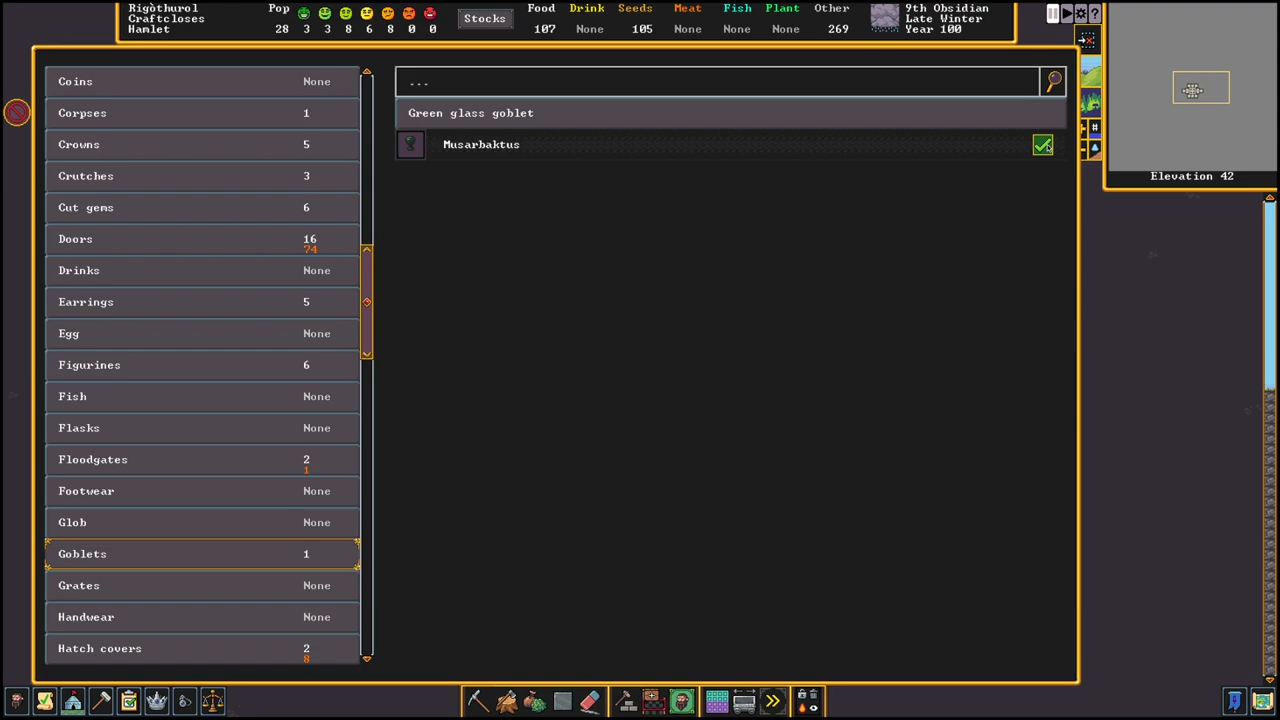 Rigòthurol
Craftcloses
Hamlet
Pop
28 3 3 8 6 8 0 0
Stocks
Food Drink Seeds Meat Fish Plant Other
107 None 105 None None None 269
9th Obsidian
Late Winter
Year 100
Elevation 42
Coins None
Corpses 1
Crowns 5
Crutches 3
Cut gems 6
Doors 16
74
Drinks None
Earrings 5
Egg None
Figurines 6
Fish None
Flasks None
Floodgates 2
1
Footwear None
Glob None
Goblets 1
Grates None
Handwear None
Hatch covers 2
8
...
Green glass goblet
Musarbaktus